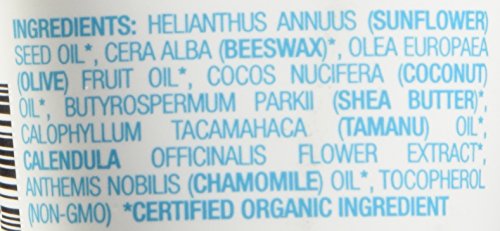 INGREDIENTS: HELIANTHUS ANNUUS (SUNFLOWER)
SEED OIL*, CERA ALBA (BEESWAX)*, OLEA EUROPAEA
(OLIVE) FRUIT OIL*, COCOS NUCIFERA (COCONUT)
OIL*, BUTYROSPERMUM PARKII (SHEA BUTTER)*,
CALOPHYLLUM TACAMAHACA (TAMANU) OIL*,
CALENDULA OFFICINALIS FLOWER EXTRACT*,
ANTHEMIS NOBILIS (CHAMOMILE) OIL*, TOCOPHEROL
(NON-GMO) *CERTIFIED ORGANIC INGREDIENT